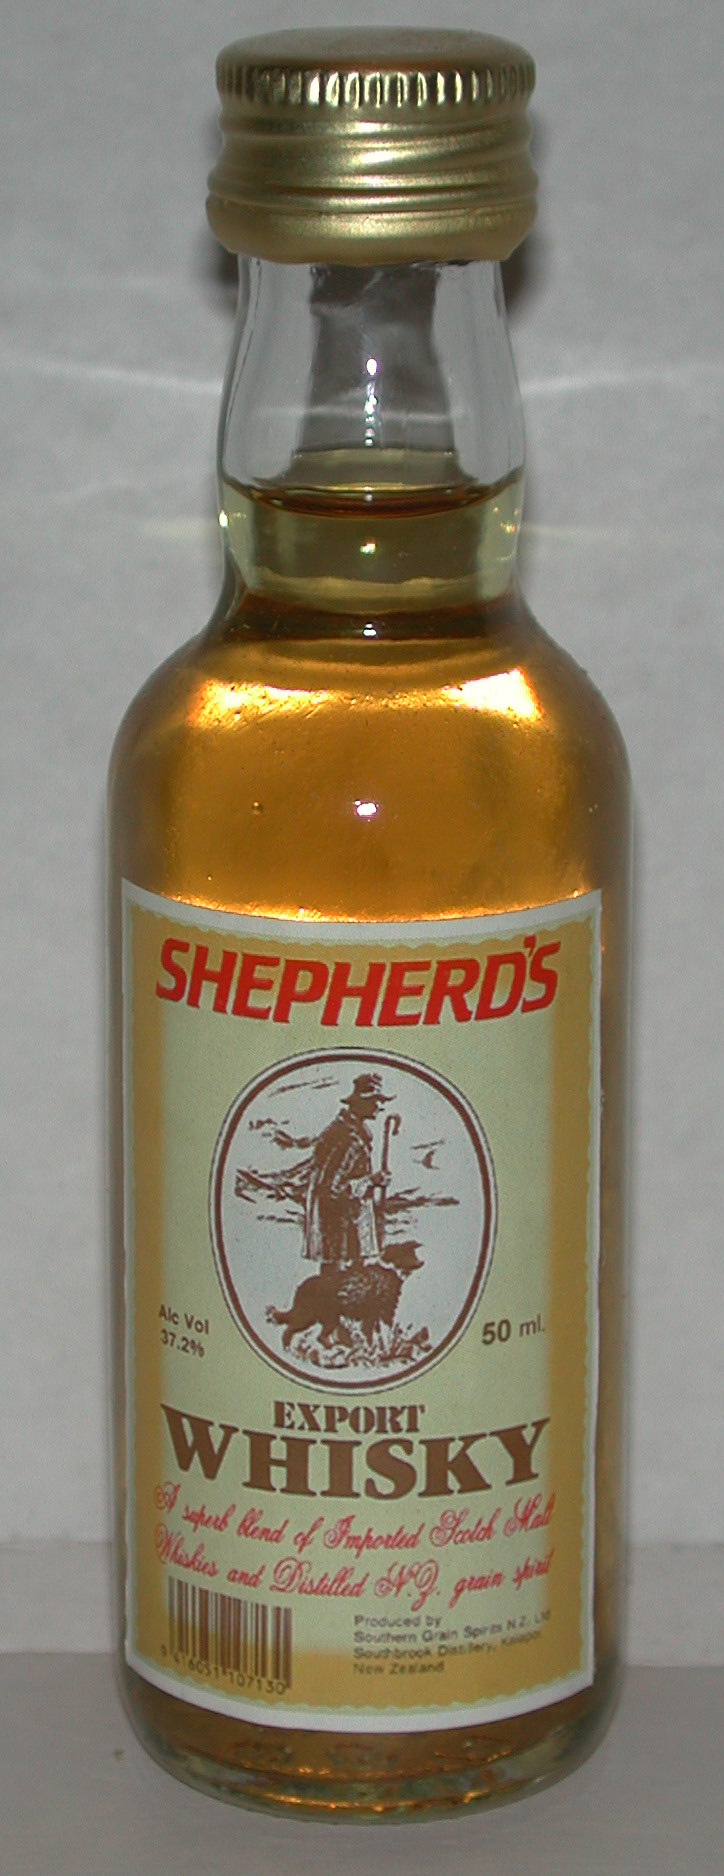 SHEPHERD'S
Alc Vol
37.2%
50 ml.
EXPORT
WHISKY
A superb blend of Imported Scotch Malt
Whiskies and Distilled N.Z. grain spirit
Produced by
Southern Grain Spirits N.Z. Ltd
Southbrook Distillery, Kaiapoi
New Zealand
9 416051 107130